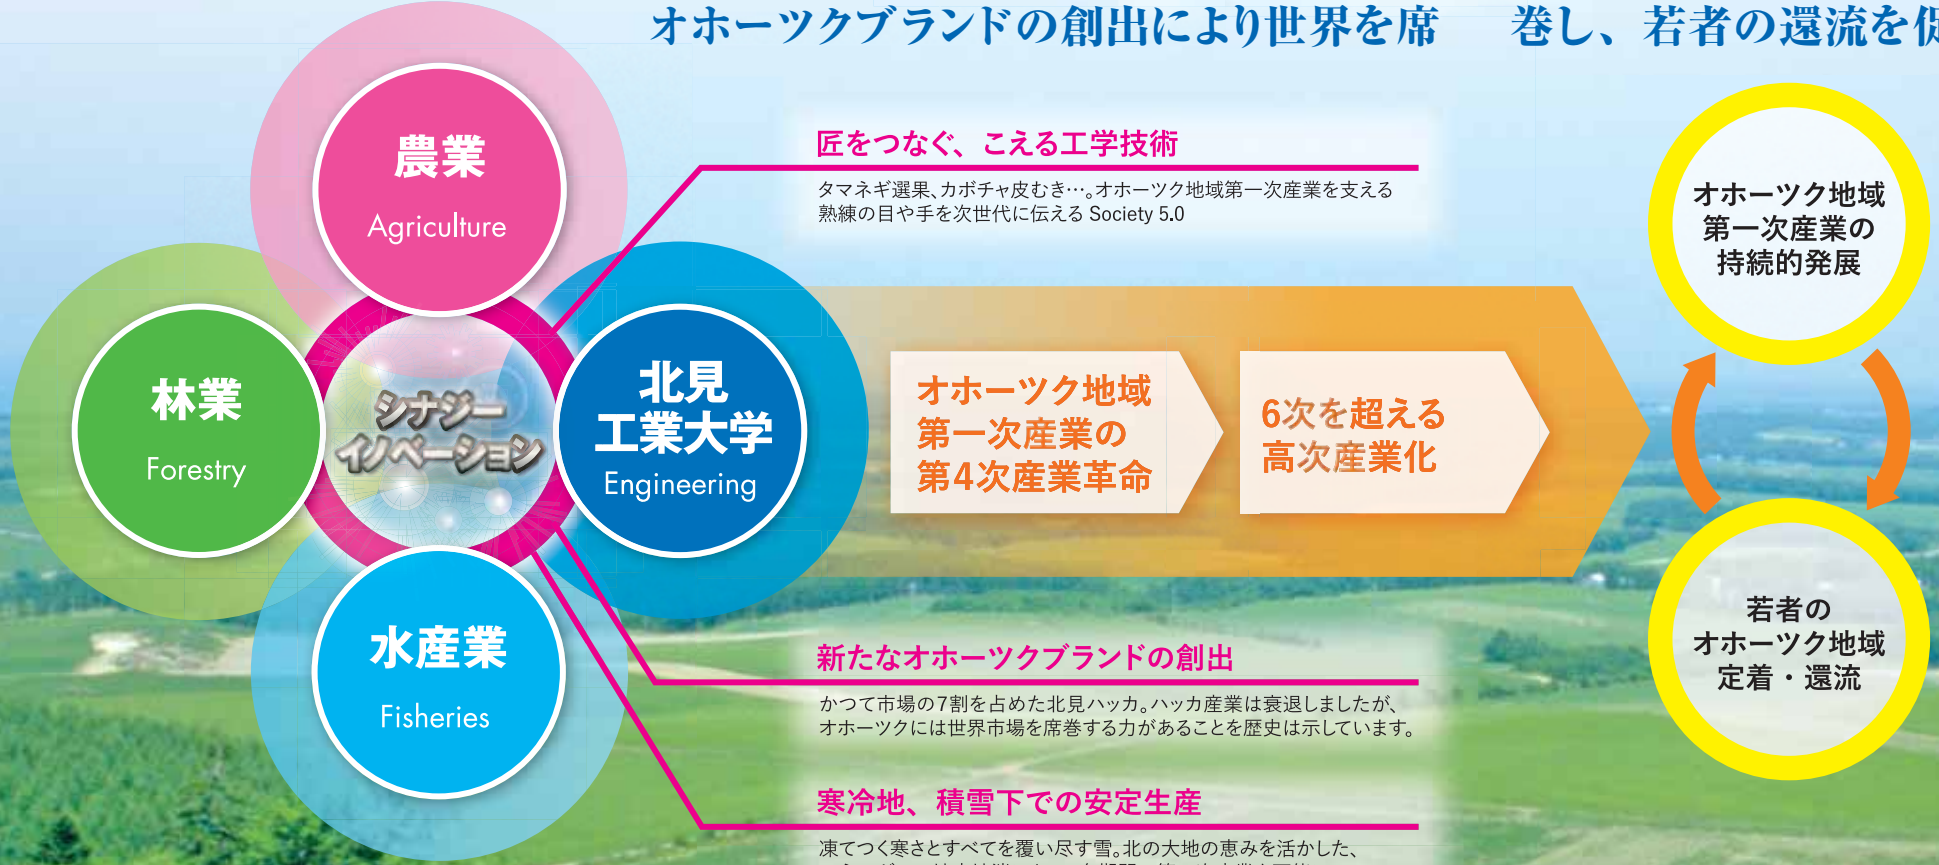 オホーツクブランドの創出により世界を席 巻し、若者の還流を
農業
Agriculture
林業
Forestry
シナジー
イノベーション
北見
工業大学
Engineering
水産業
Fisheries
匠をつなぐ、こえる工学技術
タマネギ選果、カボチャ皮むき…。オホーツク地域第一次産業を支える
熟練の目や手を次世代に伝える Society 5.0
オホーツク地域
第一次産業の
第4次産業革命
6次を超える
高次産業化
オホーツク地域
第一次産業の
持続的発展
若者の
オホーツク地域
定着・還流
新たなオホーツクブランドの創出
かつて市場の7割を占めた北見ハッカ。ハッカ産業は衰退しましたが、
オホーツクには世界市場を席巻する力があることを歴史は示しています。
寒冷地、積雪下での安定生産
凍てつく寒さとすべてを覆い尽す雪。北の大地の恵みを活かした、